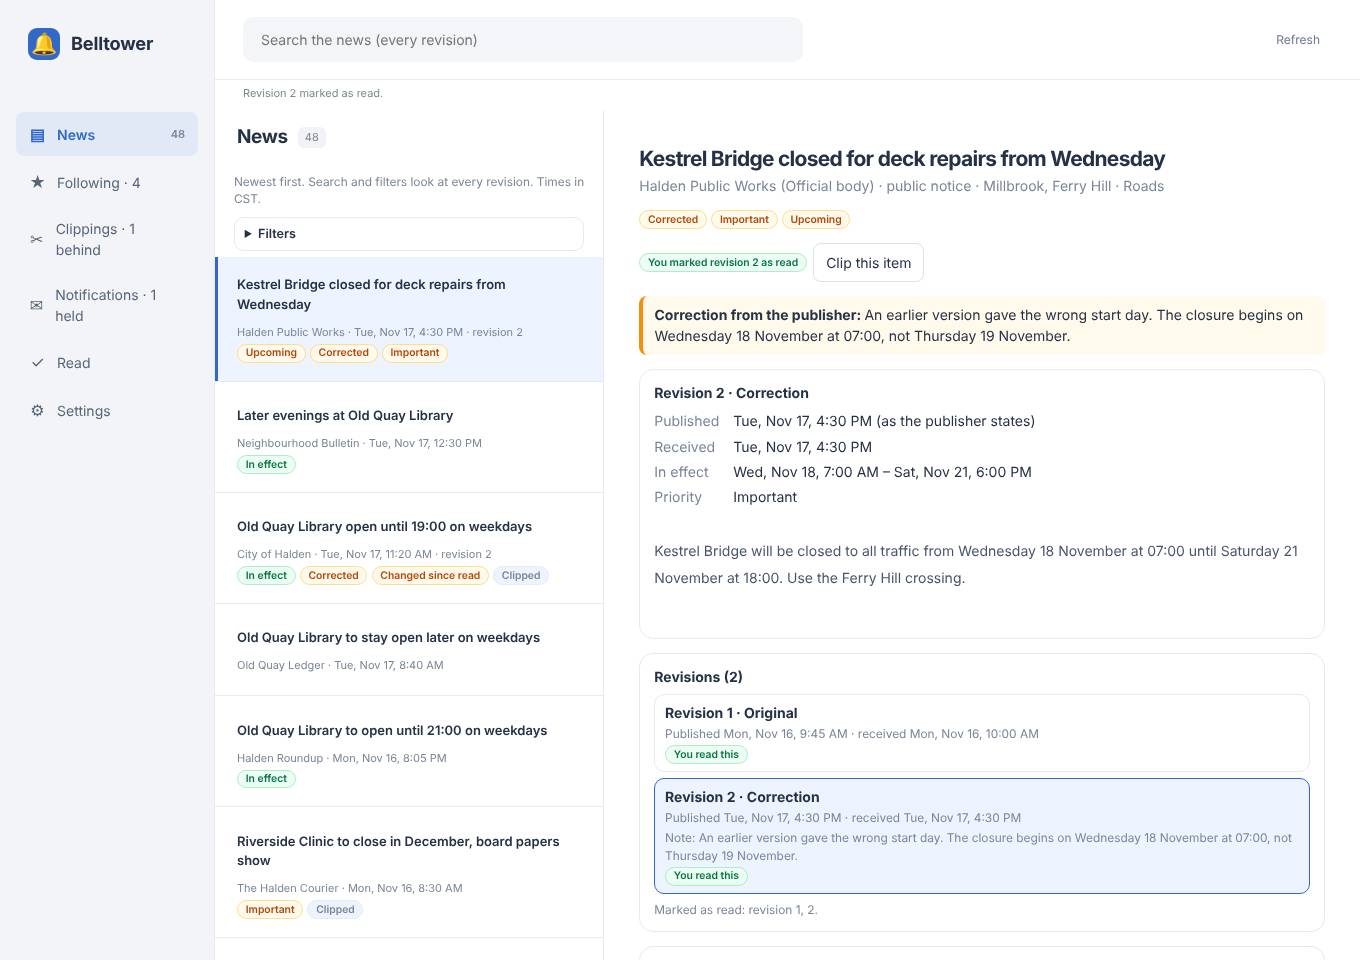 Belltower
Search the news (every revision)
Refresh
Revision 2 marked as read.
News 48
Following · 4
Clippings · 1
behind
Notifications · 1
held
Read
Settings
News 48
Newest first. Search and filters look at every revision. Times in
CST.
Filters
Kestrel Bridge closed for deck repairs from
Wednesday
Halden Public Works · Tue, Nov 17, 4:30 PM · revision 2
Upcoming Corrected Important
Later evenings at Old Quay Library
Neighbourhood Bulletin · Tue, Nov 17, 12:30 PM
In effect
Old Quay Library open until 19:00 on weekdays
City of Halden · Tue, Nov 17, 11:20 AM · revision 2
In effect Corrected Changed since read Clipped
Old Quay Library to stay open later on weekdays
Old Quay Ledger · Tue, Nov 17, 8:40 AM
Old Quay Library to open until 21:00 on weekdays
Halden Roundup · Mon, Nov 16, 8:05 PM
In effect
Riverside Clinic to close in December, board papers
show
The Halden Courier · Mon, Nov 16, 8:30 AM
Important Clipped
Kestrel Bridge closed for deck repairs from Wednesday
Halden Public Works (Official body) · public notice · Millbrook, Ferry Hill · Roads
Corrected Important Upcoming
You marked revision 2 as read Clip this item
Correction from the publisher: An earlier version gave the wrong start day. The closure begins on
Wednesday 18 November at 07:00, not Thursday 19 November.
Revision 2 · Correction
Published Tue, Nov 17, 4:30 PM (as the publisher states)
Received Tue, Nov 17, 4:30 PM
In effect Wed, Nov 18, 7:00 AM – Sat, Nov 21, 6:00 PM
Priority Important
Kestrel Bridge will be closed to all traffic from Wednesday 18 November at 07:00 until Saturday 21
November at 18:00. Use the Ferry Hill crossing.
Revisions (2)
Revision 1 · Original
Published Mon, Nov 16, 9:45 AM · received Mon, Nov 16, 10:00 AM
You read this
Revision 2 · Correction
Published Tue, Nov 17, 4:30 PM · received Tue, Nov 17, 4:30 PM
Note: An earlier version gave the wrong start day. The closure begins on Wednesday 18 November at 07:00, not
Thursday 19 November.
You read this
Marked as read: revision 1, 2.